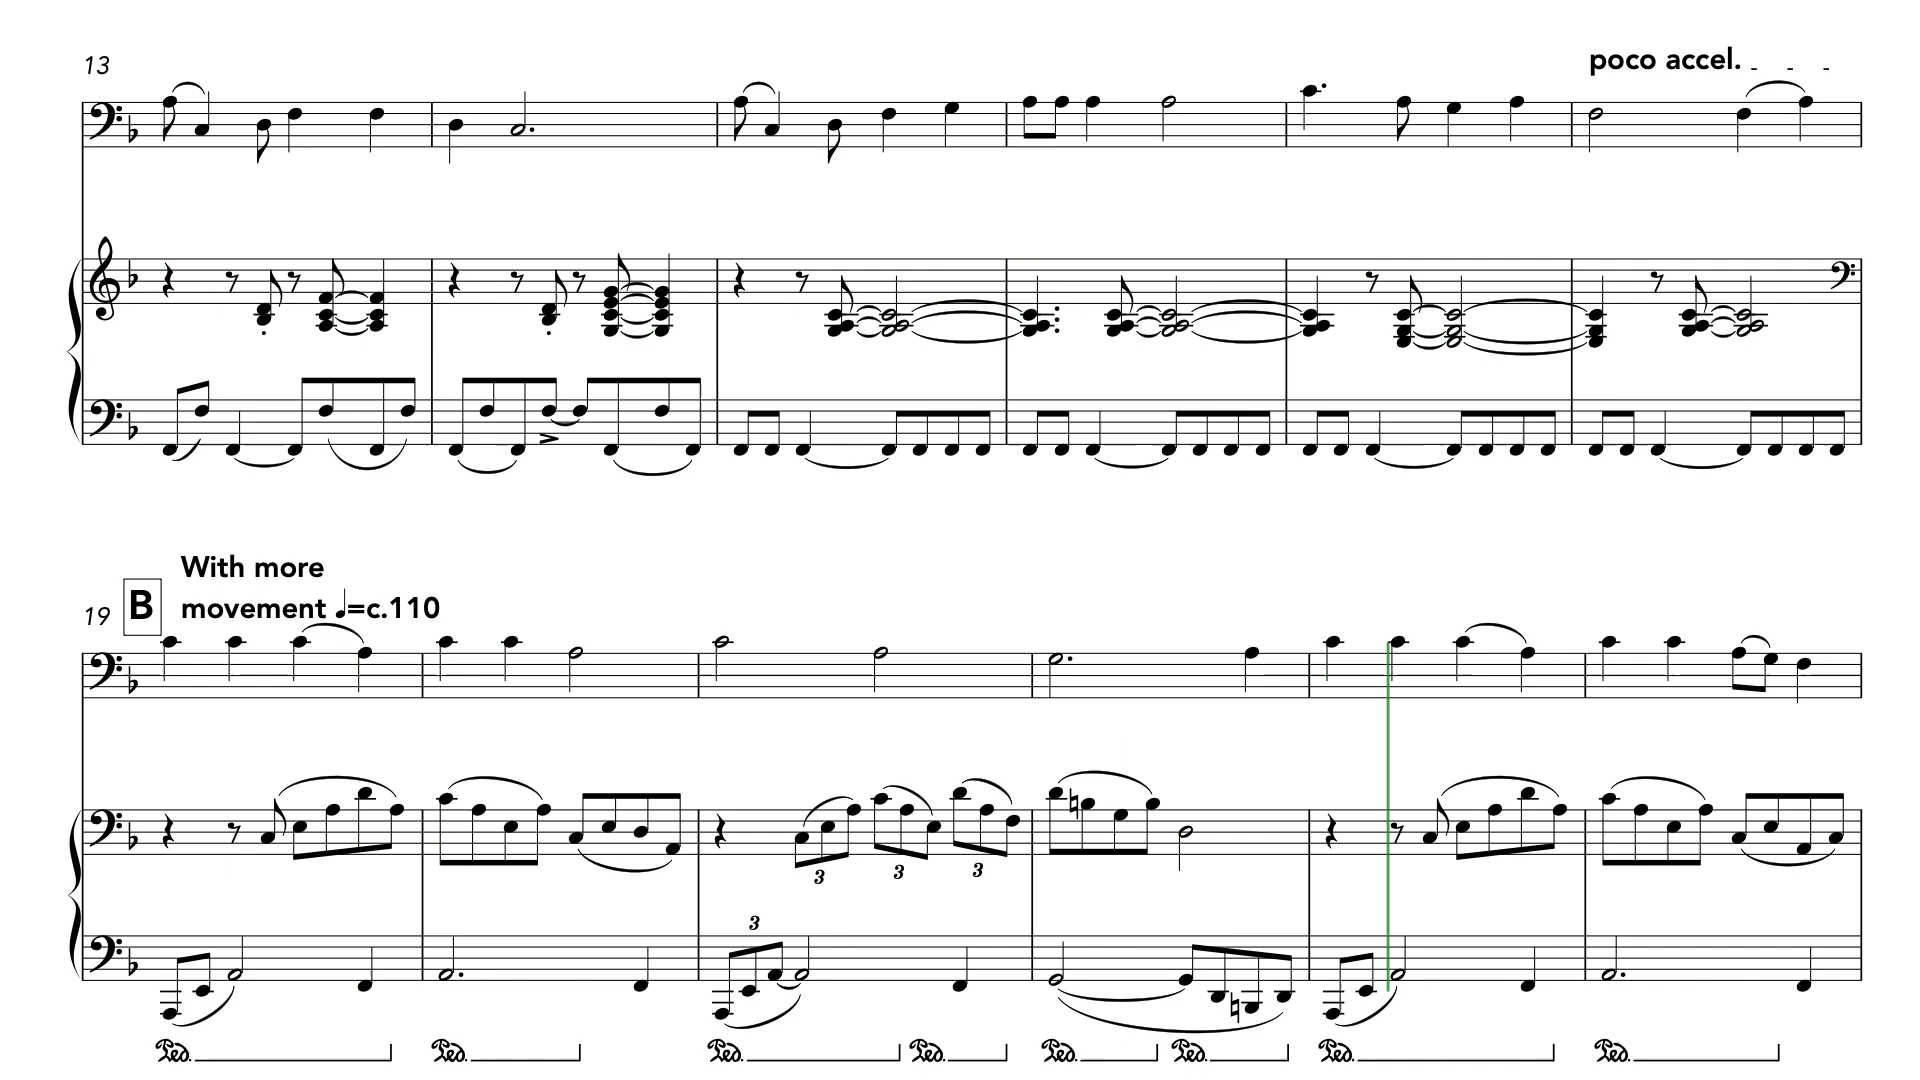 13
poco accel.
With more
19 B movement ♩=c.110
3 3 3
3
Ped. Ped. Ped. Ped. Ped. Ped. Ped. Ped.